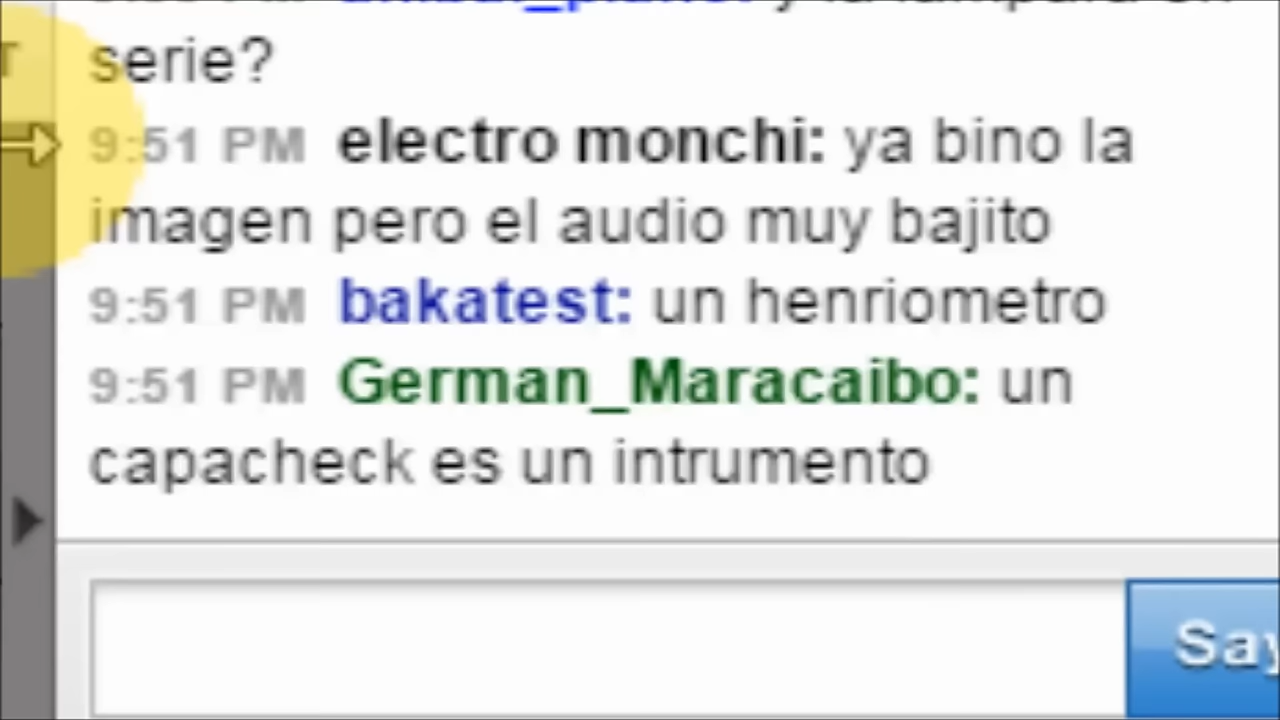 serie?
9:51 PM electro monchi: ya bino la
imagen pero el audio muy bajito
9:51 PM bakatest: un henriometro
9:51 PM German_Maracaibo: un
capacheck es un intrumento
Say